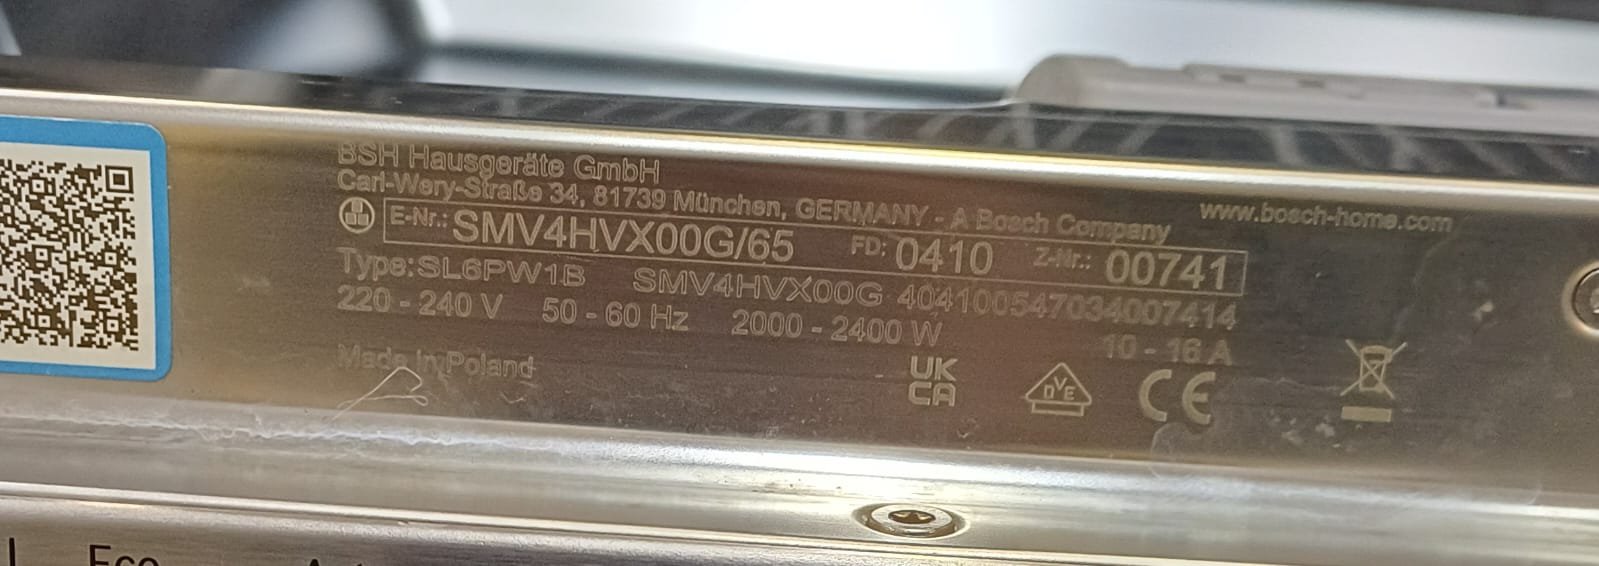 BSH Hausgeräte GmbH
Carl-Wery-Straße 34, 81739 München, GERMANY - A Bosch Company
www.bosch-home.com
E-Nr.: SMV4HVX00G/65 FD: 0410 Z-Nr.: 00741
Type:SL6PW1B SMV4HVX00G 404100547034007414
220 - 240 V 50 - 60 Hz 2000 - 2400 W 10 - 16 A
Made in Poland
UK
CA
DVE
CE
Eco